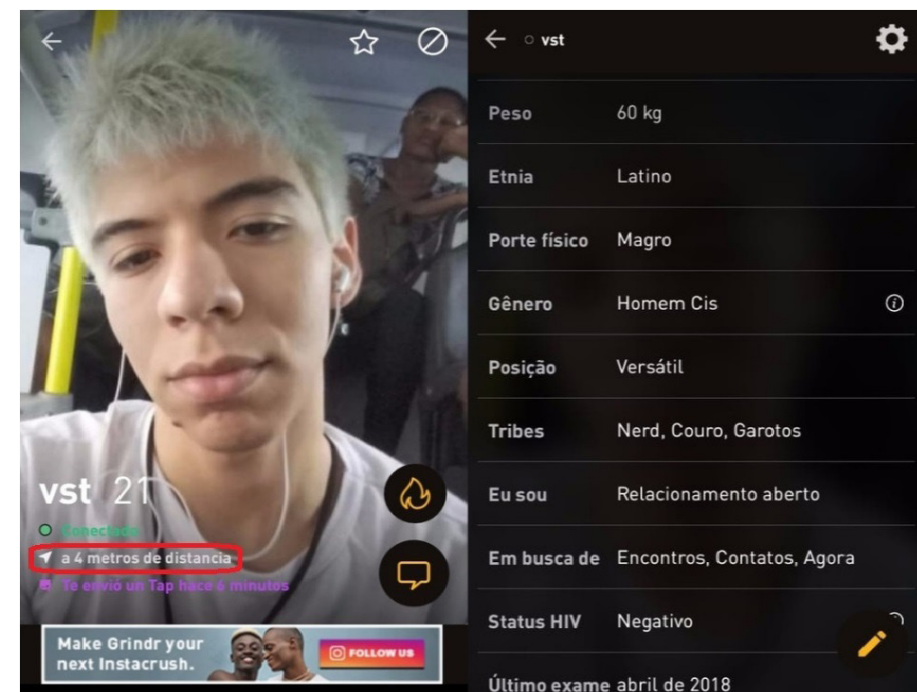 vst 21
Conectado
a 4 metros de distancia
Te envió un Tap hace 6 minutos
Make Grindr your
next Instacrush.
FOLLOW US
vst
Peso 60 kg
Etnia Latino
Porte físico Magro
Gênero Homem Cis
Posição Versátil
Tribes Nerd, Couro, Garotos
Eu sou Relacionamento aberto
Em busca de Encontros, Contatos, Agora
Status HIV Negativo
Último exame abril de 2018